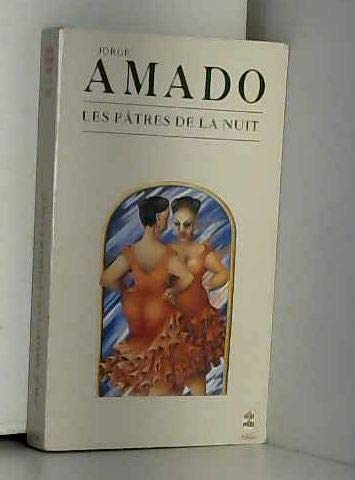 JORGE
AMADO
LES PÂTRES DE LA NUIT